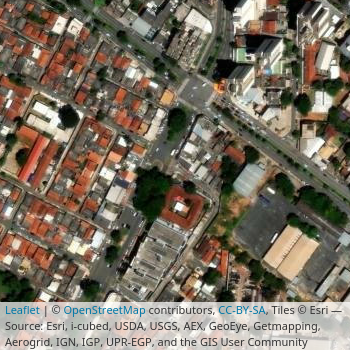 Leaflet | © OpenStreetMap contributors, CC-BY-SA, Tiles © Esri —
Source: Esri, i-cubed, USDA, USGS, AEX, GeoEye, Getmapping,
Aerogrid, IGN, IGP, UPR-EGP, and the GIS User Community